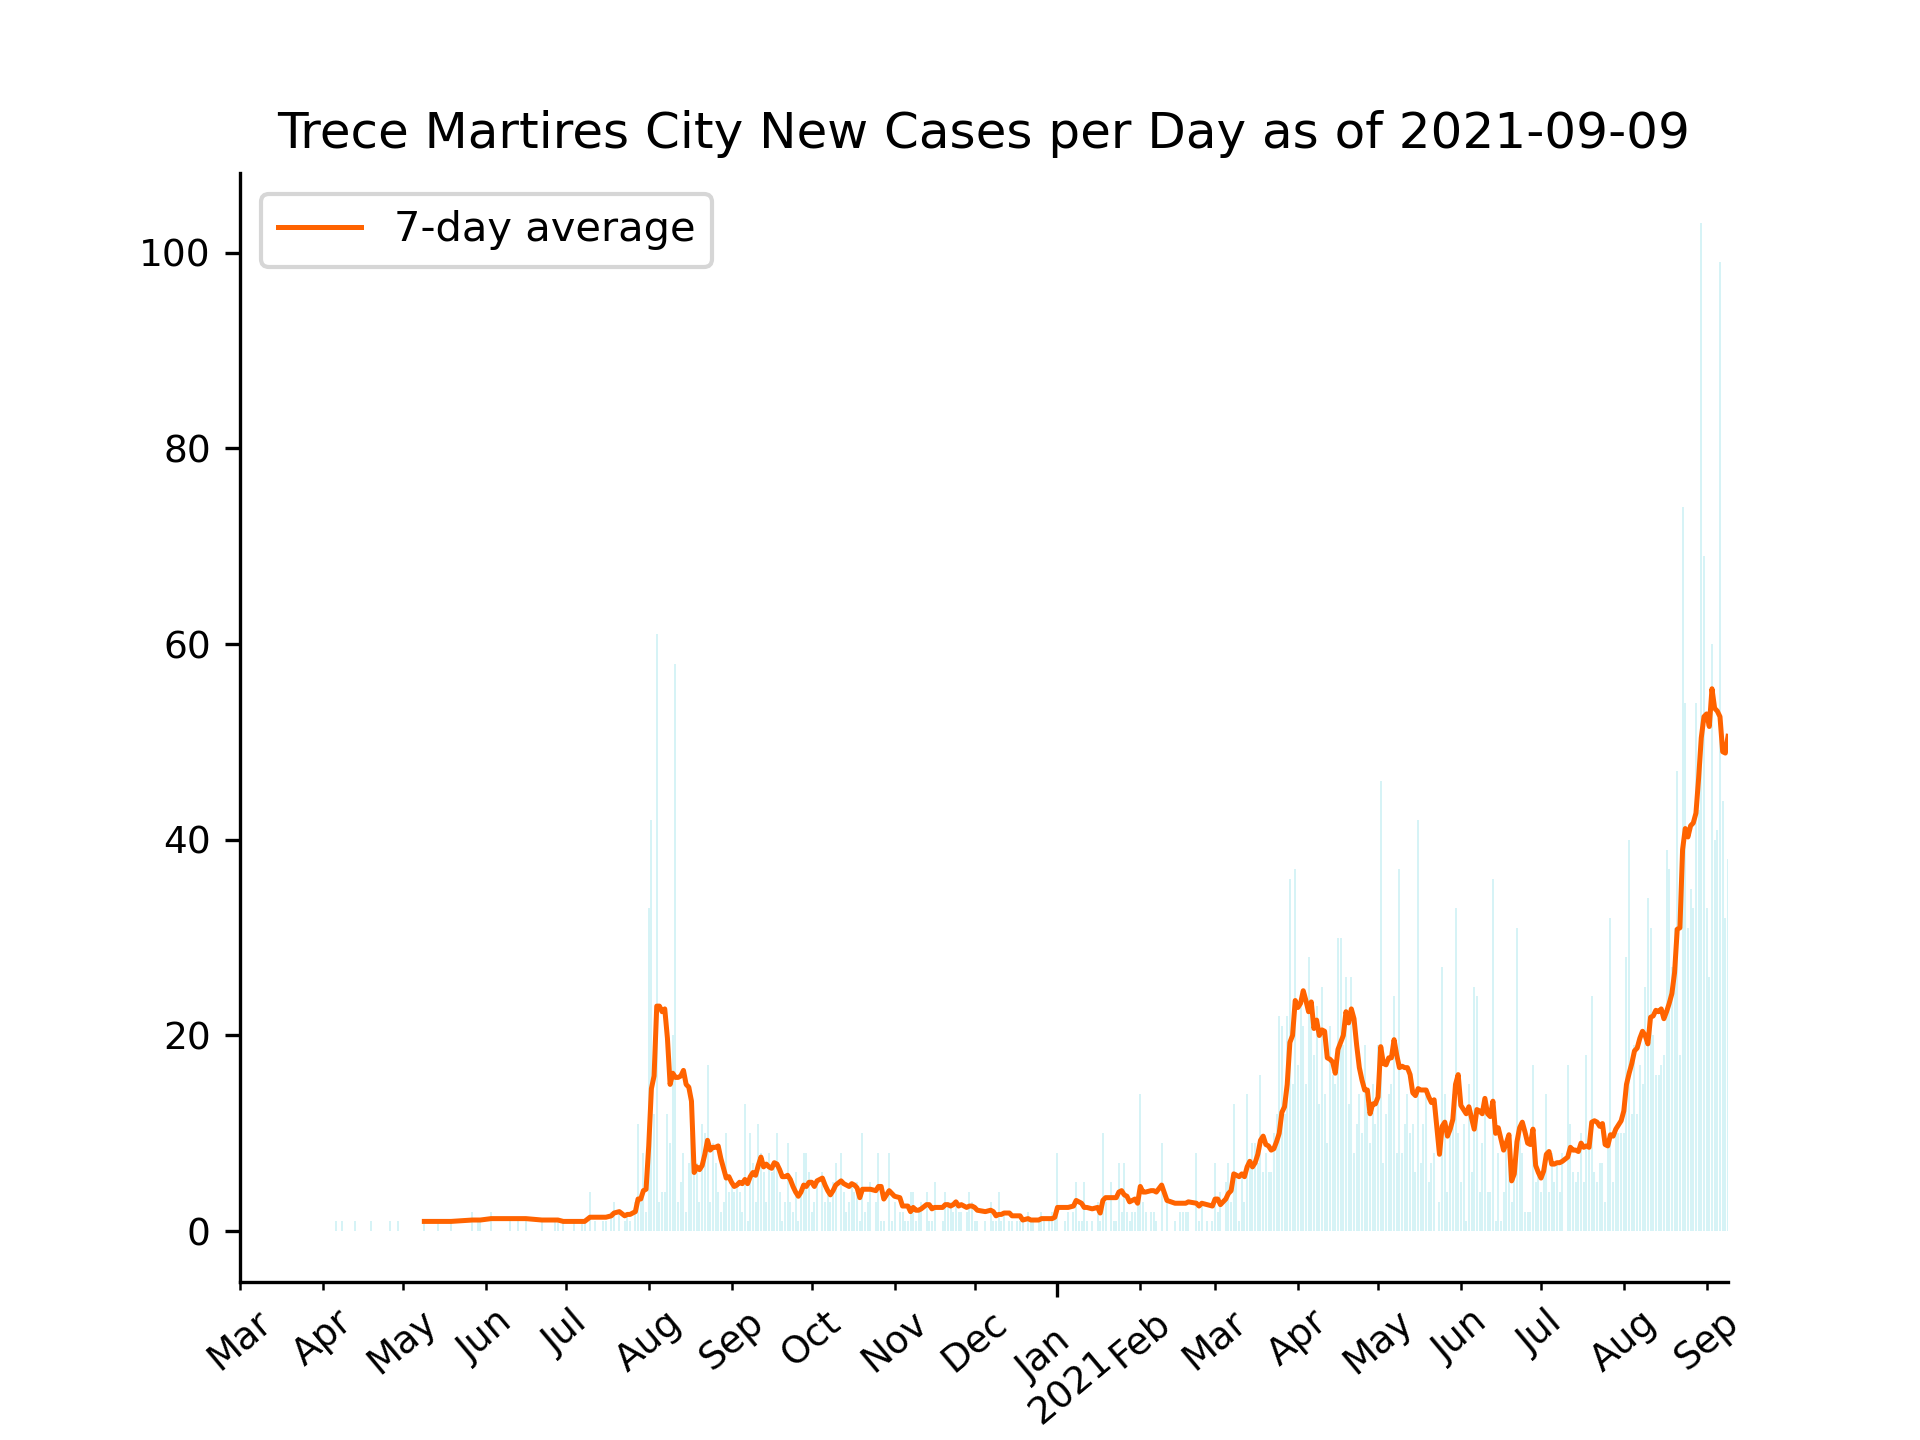 Trece Martires City New Cases per Day as of 2021-09-09
7-day average
100
80
60
40
20
0
Mar Apr May Jun Jul Aug Sep Oct Nov Dec Jan Feb Mar Apr May Jun Jul Aug Sep
2021